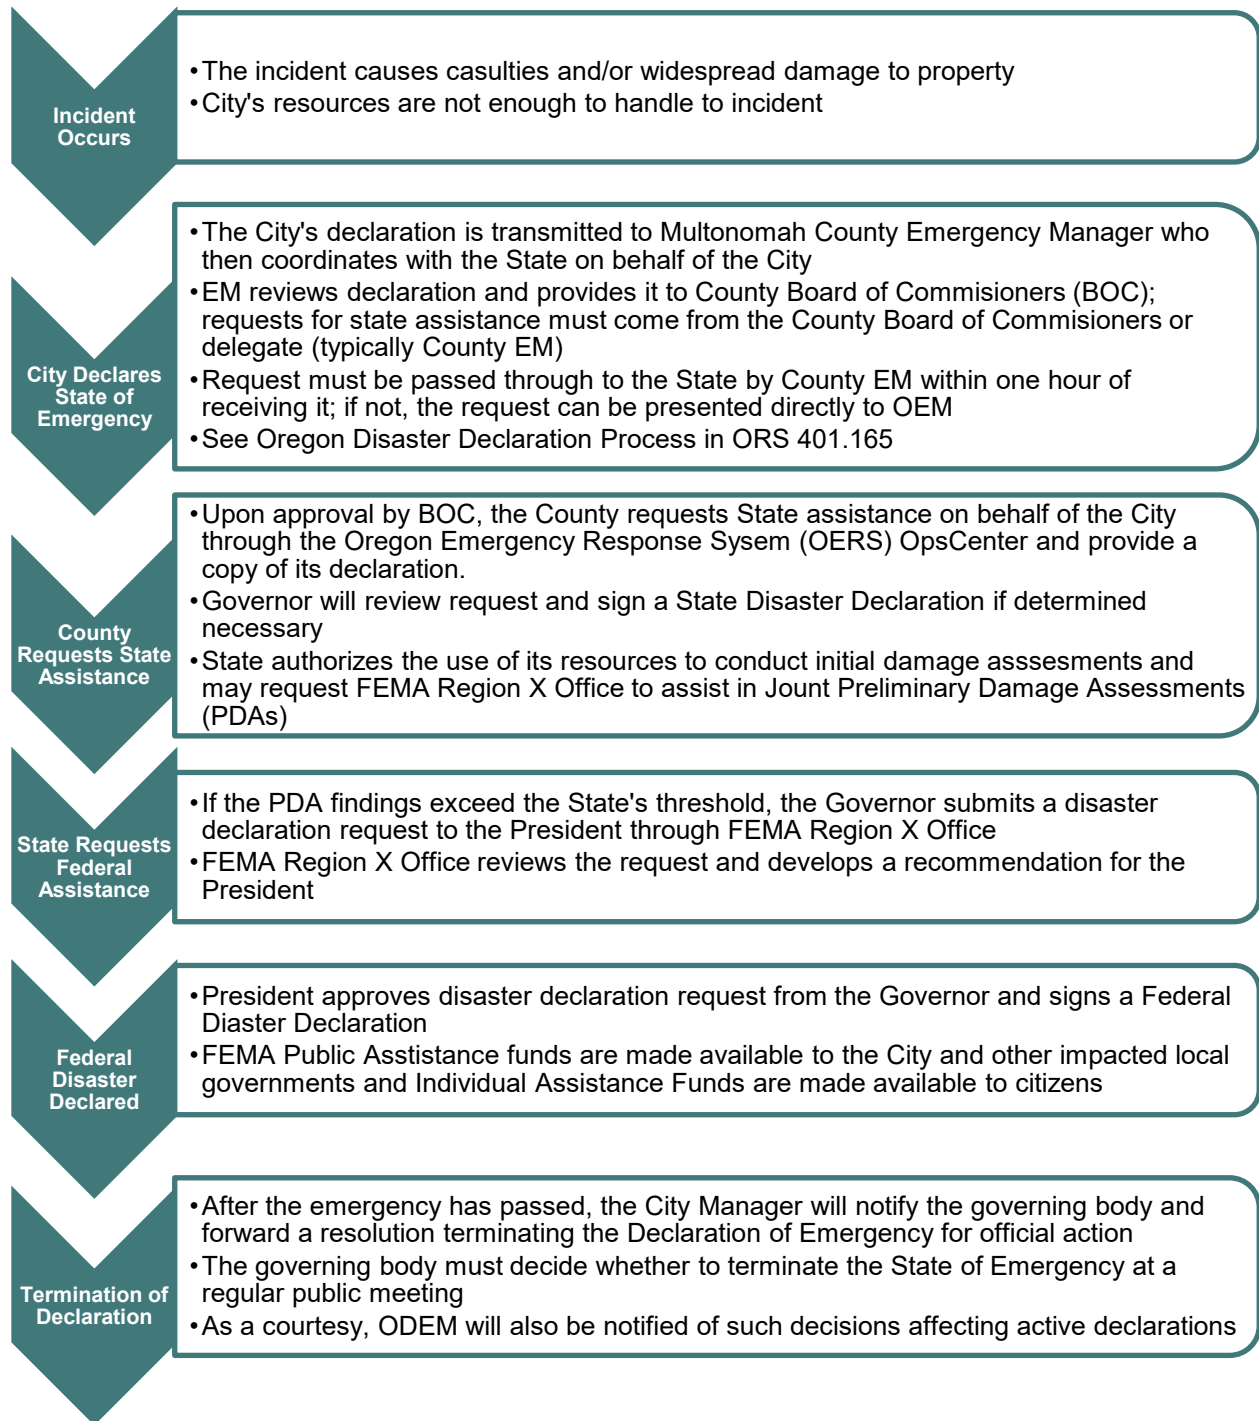 Incident
Occurs
•The incident causes casulties and/or widespread damage to property
•City's resources are not enough to handle to incident
City Declares
State of
Emergency
•The City's declaration is transmitted to Multonomah County Emergency Manager who
then coordinates with the State on behalf of the City
•EM reviews declaration and provides it to County Board of Commisioners (BOC);
requests for state assistance must come from the County Board of Commisioners or
delegate (typically County EM)
•Request must be passed through to the State by County EM within one hour of
receiving it; if not, the request can be presented directly to OEM
•See Oregon Disaster Declaration Process in ORS 401.165
County
Requests State
Assistance
•Upon approval by BOC, the County requests State assistance on behalf of the City
through the Oregon Emergency Response Sysem (OERS) OpsCenter and provide a
copy of its declaration.
•Governor will review request and sign a State Disaster Declaration if determined
necessary
•State authorizes the use of its resources to conduct initial damage asssesments and
may request FEMA Region X Office to assist in Jount Preliminary Damage Assessments
(PDAs)
State Requests
Federal
Assistance
•If the PDA findings exceed the State's threshold, the Governor submits a disaster
declaration request to the President through FEMA Region X Office
•FEMA Region X Office reviews the request and develops a recommendation for the
President
Federal
Disaster
Declared
•President approves disaster declaration request from the Governor and signs a Federal
Diaster Declaration
•FEMA Public Asstistance funds are made available to the City and other impacted local
governments and Individual Assistance Funds are made available to citizens
Termination of
Declaration
•After the emergency has passed, the City Manager will notify the governing body and
forward a resolution terminating the Declaration of Emergency for official action
•The governing body must decide whether to terminate the State of Emergency at a
regular public meeting
•As a courtesy, ODEM will also be notified of such decisions affecting active declarations